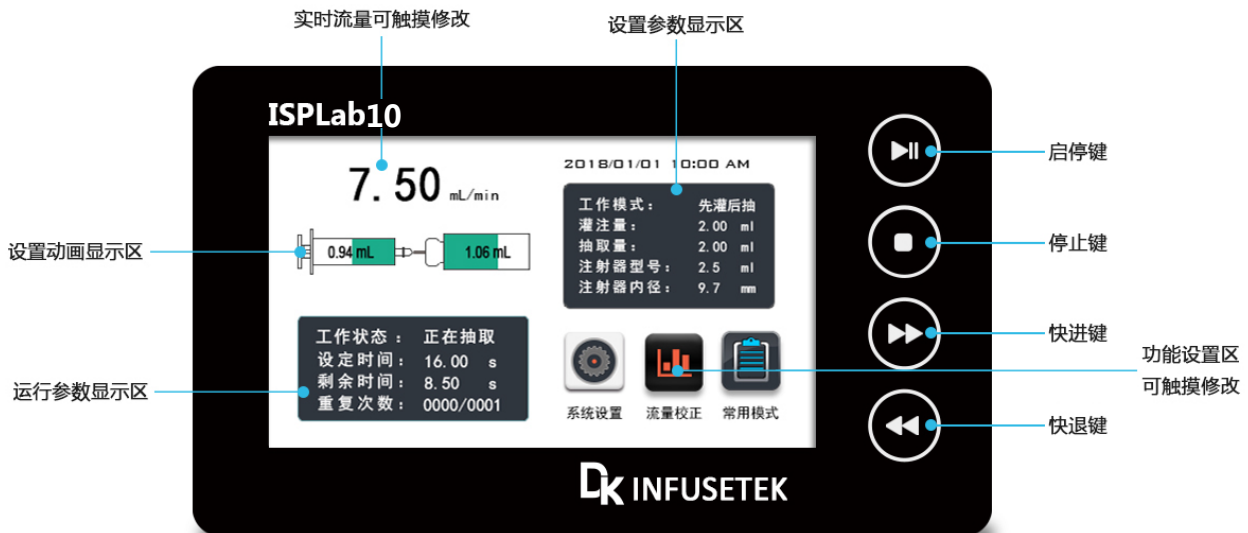 实时流量可触摸修改
设置参数显示区
ISPLab10
7.50 mL/min
2018/01/01 10:00 AM
工作模式： 先灌后抽
灌注量： 2.00 ml
抽取量： 2.00 ml
注射器型号： 2.5 ml
注射器内径： 9.7 mm
设置动画显示区
0.94 mL
1.06 mL
工作状态： 正在抽取
设定时间： 16.00 s
剩余时间： 8.50 s
重复次数： 0000/0001
运行参数显示区
系统设置
流量校正
常用模式
启停键
停止键
快进键
功能设置区
可触摸修改
快退键
DK INFUSETEK